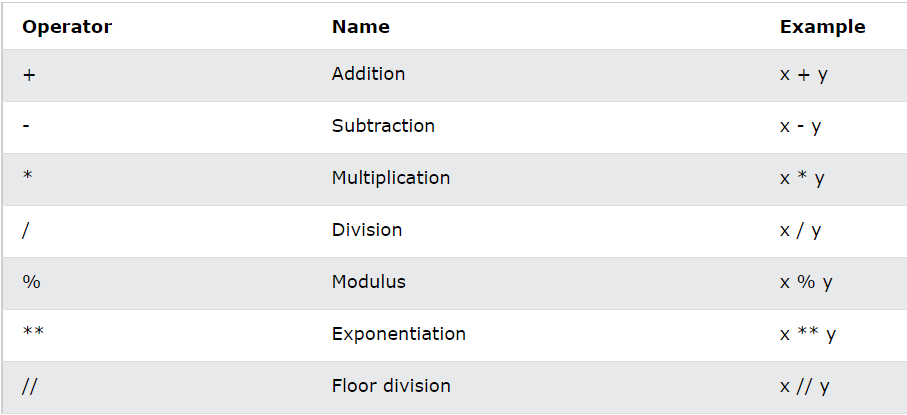 Operator Name Example
+ Addition x + y
- Subtraction x - y
* Multiplication x * y
/ Division x / y
% Modulus x % y
** Exponentiation x ** y
// Floor division x // y